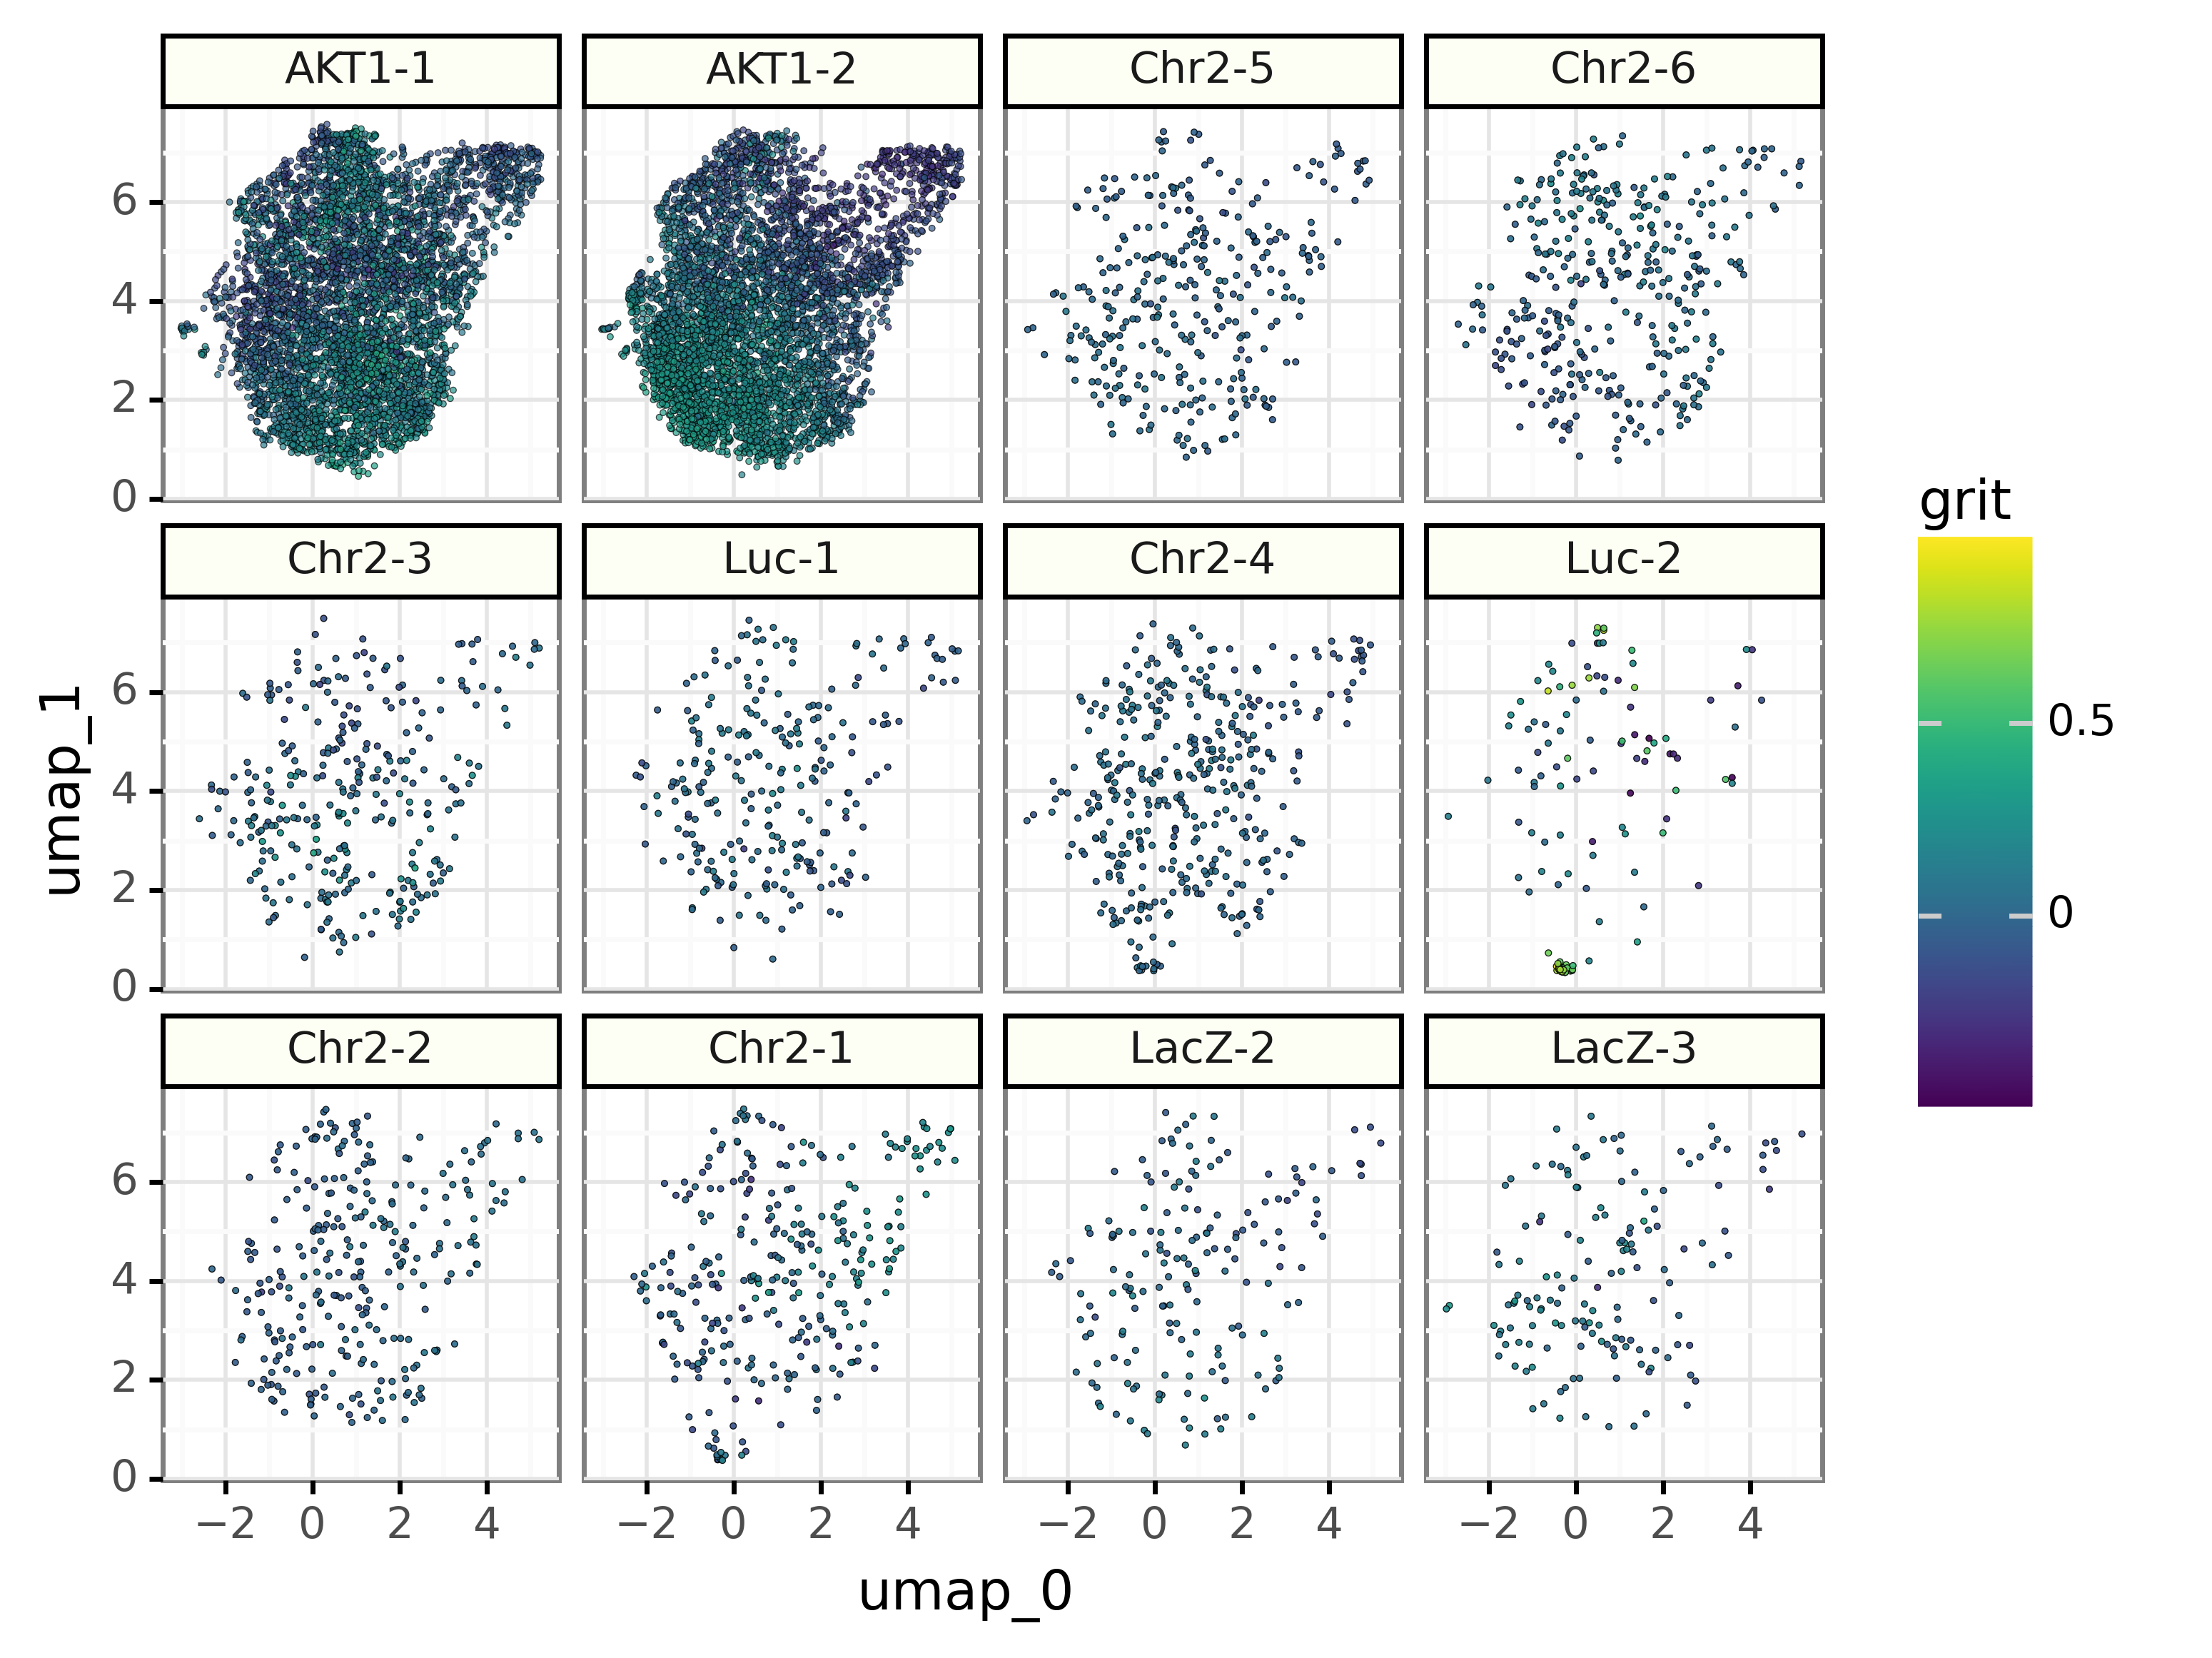 AKT1-1 AKT1-2 Chr2-5 Chr2-6
6
4
2
0
Chr2-3 Luc-1 Chr2-4 Luc-2
6
4
2
0
Chr2-2 Chr2-1 LacZ-2 LacZ-3
6
4
2
0
−2 0 2 4 −2 0 2 4 −2 0 2 4 −2 0 2 4
umap_0
umap_1
grit
0.5
0